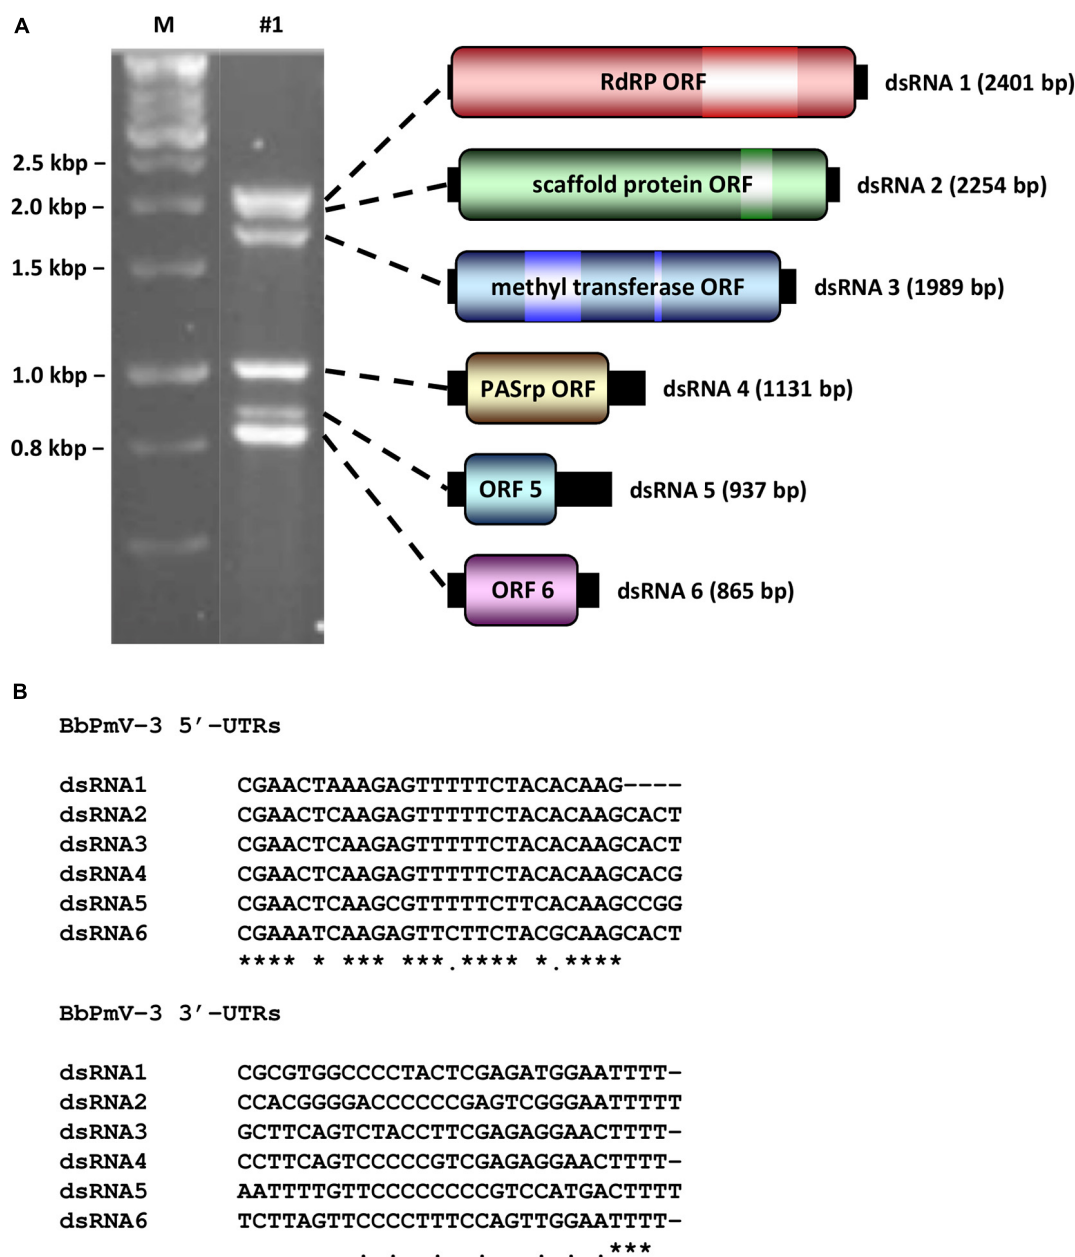 A
M #1
RdRP ORF dsRNA 1 (2401 bp)
2.5 kbp –
scaffold protein ORF dsRNA 2 (2254 bp)
2.0 kbp –
1.5 kbp –
methyl transferase ORF dsRNA 3 (1989 bp)
1.0 kbp –
PASrp ORF dsRNA 4 (1131 bp)
0.8 kbp –
ORF 5 dsRNA 5 (937 bp)
ORF 6 dsRNA 6 (865 bp)
B
BbPmV-3 5′-UTRs
dsRNA1 CGAACTAAAGAGTTTTTCTACACAAG----
dsRNA2 CGAACTCAAGAGTTTTTCTACACAAGCACT
dsRNA3 CGAACTCAAGAGTTTTTCTACACAAGCACT
dsRNA4 CGAACTCAAGAGTTTTTCTACACAAGCACG
dsRNA5 CGAACTCAAGCGTTTTTCTTCACAAGCCGG
dsRNA6 CGAAATCAAGAGTTCTTCTACGCAAGCACT
**** * *** ***.**** *.****
BbPmV-3 3′-UTRs
dsRNA1 CGCGTGGCCCCTACTCGAGATGGAATTTT-
dsRNA2 CCACGGGGACCCCCCGAGTCGGGAATTTTT
dsRNA3 GCTTCAGTCTACCTTCGAGAGGAACTTTT-
dsRNA4 CCTTCAGTCCCCCGTCGAGAGGAACTTTT-
dsRNA5 AATTTTGTTCCCCCCCCGTCCATGACTTTT
dsRNA6 TCTTAGTTCCCCTTTCCAGTTGGAATTTT-
. . . . . . .***